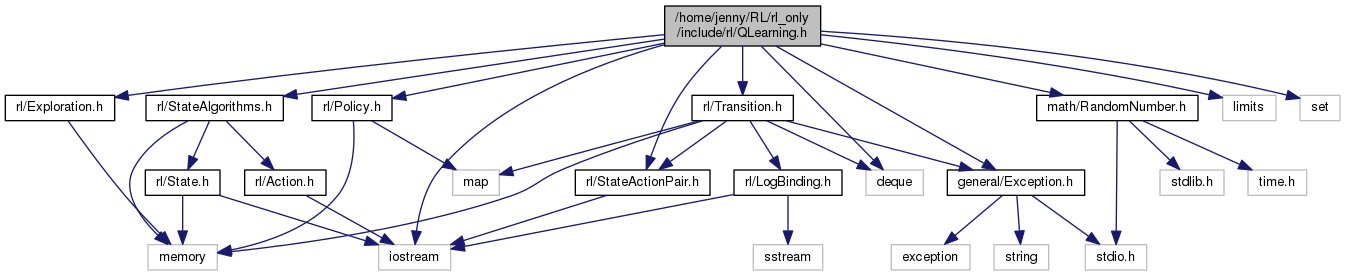 /home/jenny/RL/rl_only
/include/rl/QLearning.h
rl/Exploration.h
rl/StateAlgorithms.h
rl/Policy.h
rl/Transition.h
math/RandomNumber.h
limits
set
rl/State.h
rl/Action.h
map
rl/StateActionPair.h
rl/LogBinding.h
deque
general/Exception.h
stdlib.h
time.h
memory
iostream
sstream
exception
string
stdio.h